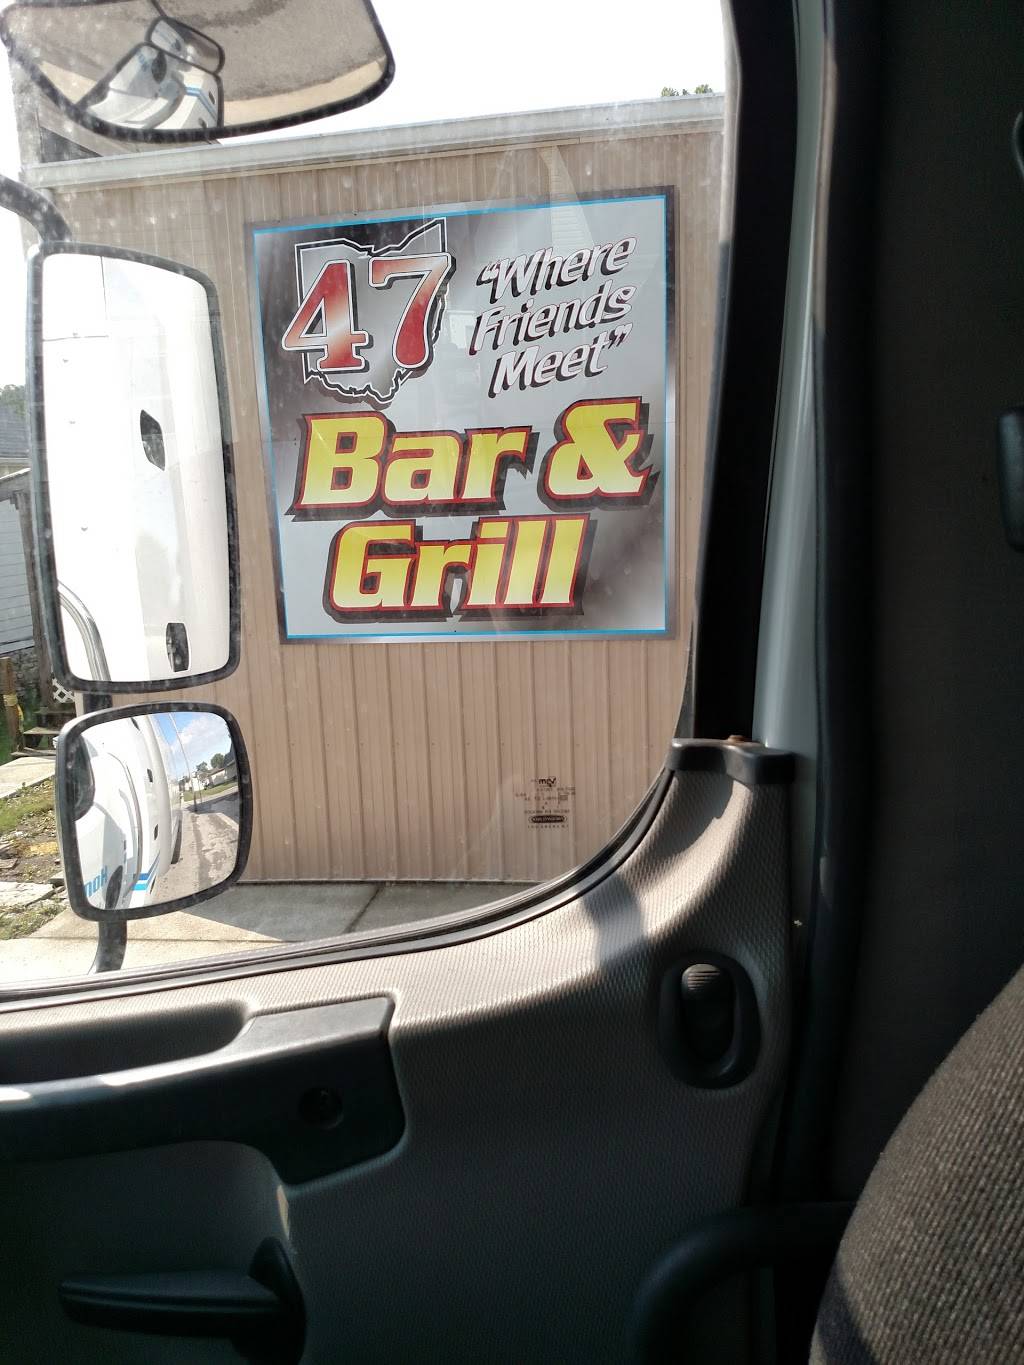 47
"Where
Friends
Meet"
Bar &
Grill